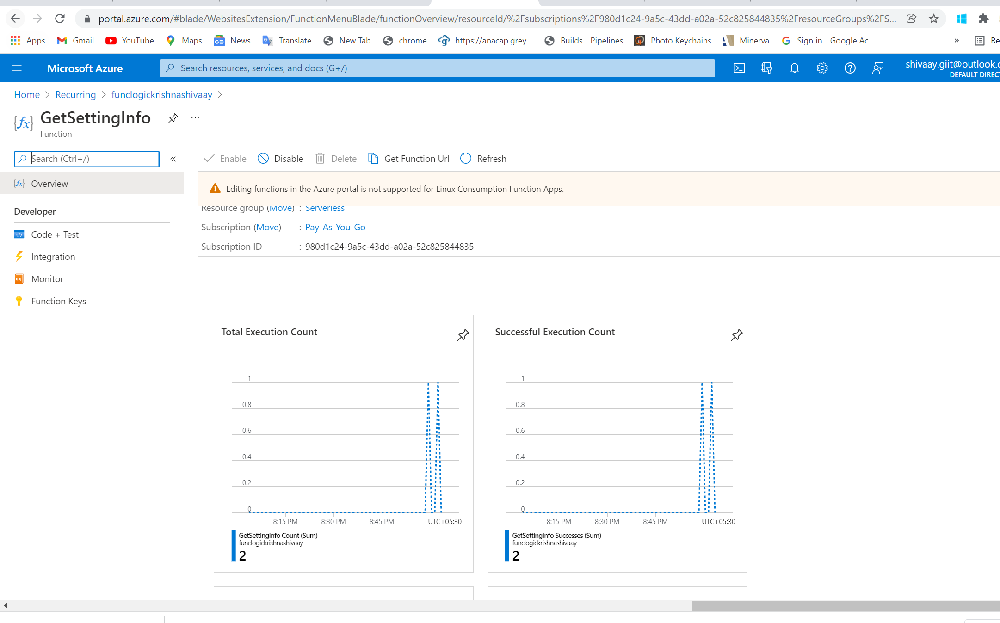 portal.azure.com/#blade/WebsitesExtension/FunctionMenuBlade/functionOverview/resourceId/%2Fsubscriptions%2F980d1c24-9a5c-43dd-a02a-52c825844835%2FresourceGroups%2FS...
Apps Gmail YouTube Maps News Translate New Tab chrome https://anacap.grey... Builds - Pipelines Photo Keychains Minerva Sign in - Google Ac... » Re
Microsoft Azure
Search resources, services, and docs (G+/)
shivaay.giit@outlook.c
DEFAULT DIRECT
Home > Recurring > funclogickrishnashivaay >
GetSettingInfo ...
Function
Search (Ctrl+/) «
Enable Disable Delete Get Function Url Refresh
Overview
Editing functions in the Azure portal is not supported for Linux Consumption Function Apps.
Resource group (Move) : Serverless
Developer
Subscription (Move) : Pay-As-You-Go
Code + Test
Subscription ID : 980d1c24-9a5c-43dd-a02a-52c825844835
Integration
Monitor
Function Keys
Total Execution Count
1
0.8
0.6
0.4
0.2
0
8:15 PM 8:30 PM 8:45 PM UTC+05:30
GetSettingInfo Count (Sum)
funclogickrishnashivaay
2
Successful Execution Count
1
0.8
0.6
0.4
0.2
0
8:15 PM 8:30 PM 8:45 PM UTC+05:30
GetSettingInfo Successes (Sum)
funclogickrishnashivaay
2